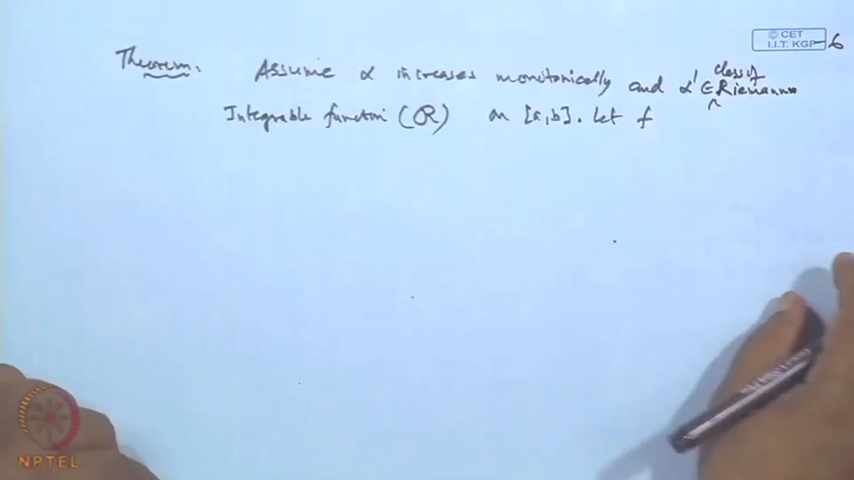 © CET
I.I.T. KGP
-6
Theorem. Assume α increases monotonically and α' ∈ class of Riemann
Integrable function (R) on [a,b]. Let f
NPTEL